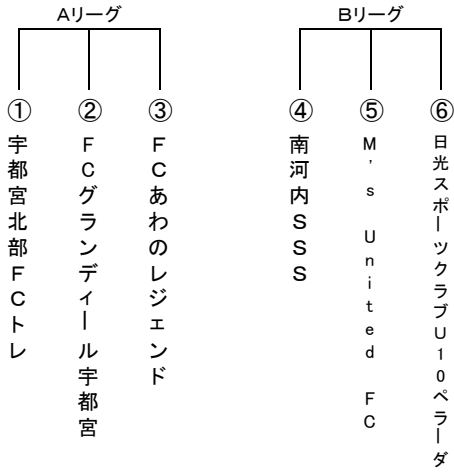 Aリーグ
Bリーグ
①
②
③
④
⑤
⑥
宇都宮北部FCトレ
FCグランディール宇都宮
FCあわのレジェンド
南河内SSS
M's United FC
日光スポーツクラブU10ペラーダ